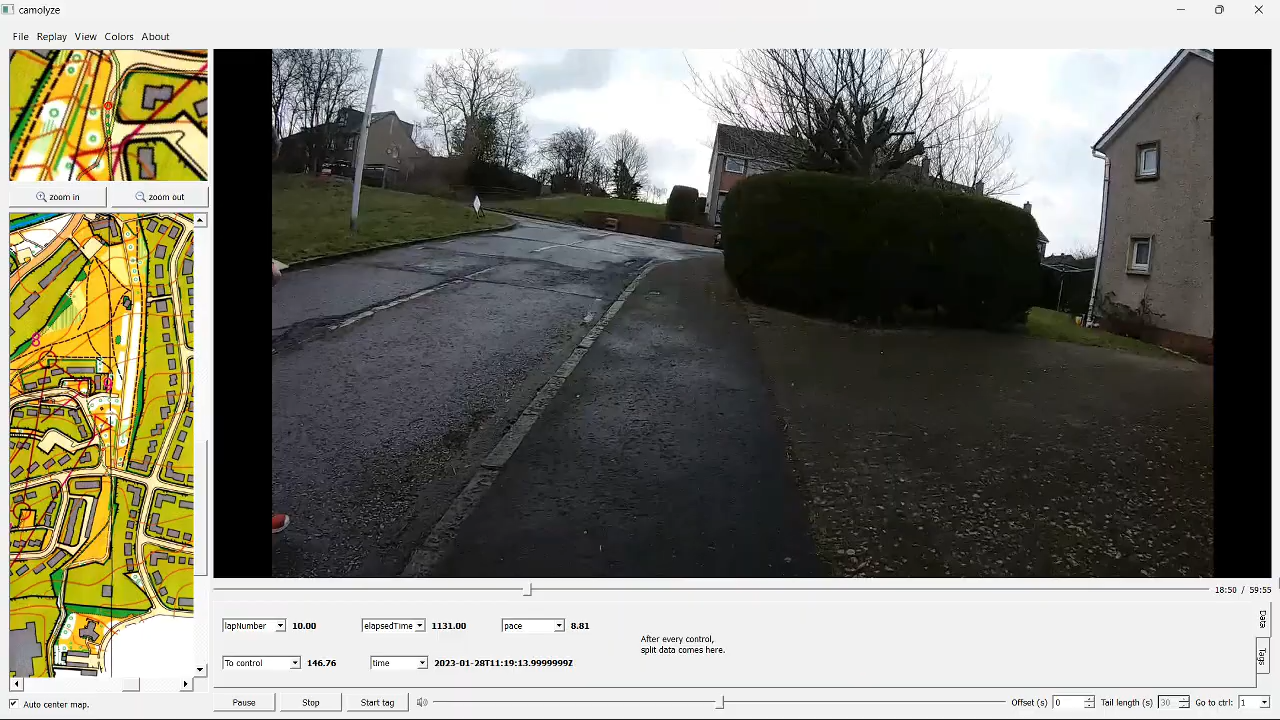 camolyze
File Replay View Colors About
zoom in zoom out
8
9
18:50 / 59:55
lapNumber 10.00 elapsedTime 1131.00 pace 8.81
After every control,
split data comes here.
To control 146.76 time 2023-01-28T11:19:13.9999999Z
Data
Tags
Auto center map.
Pause Stop Start tag Offset (s) 0 Tail length (s) 30 Go to ctrl: 1